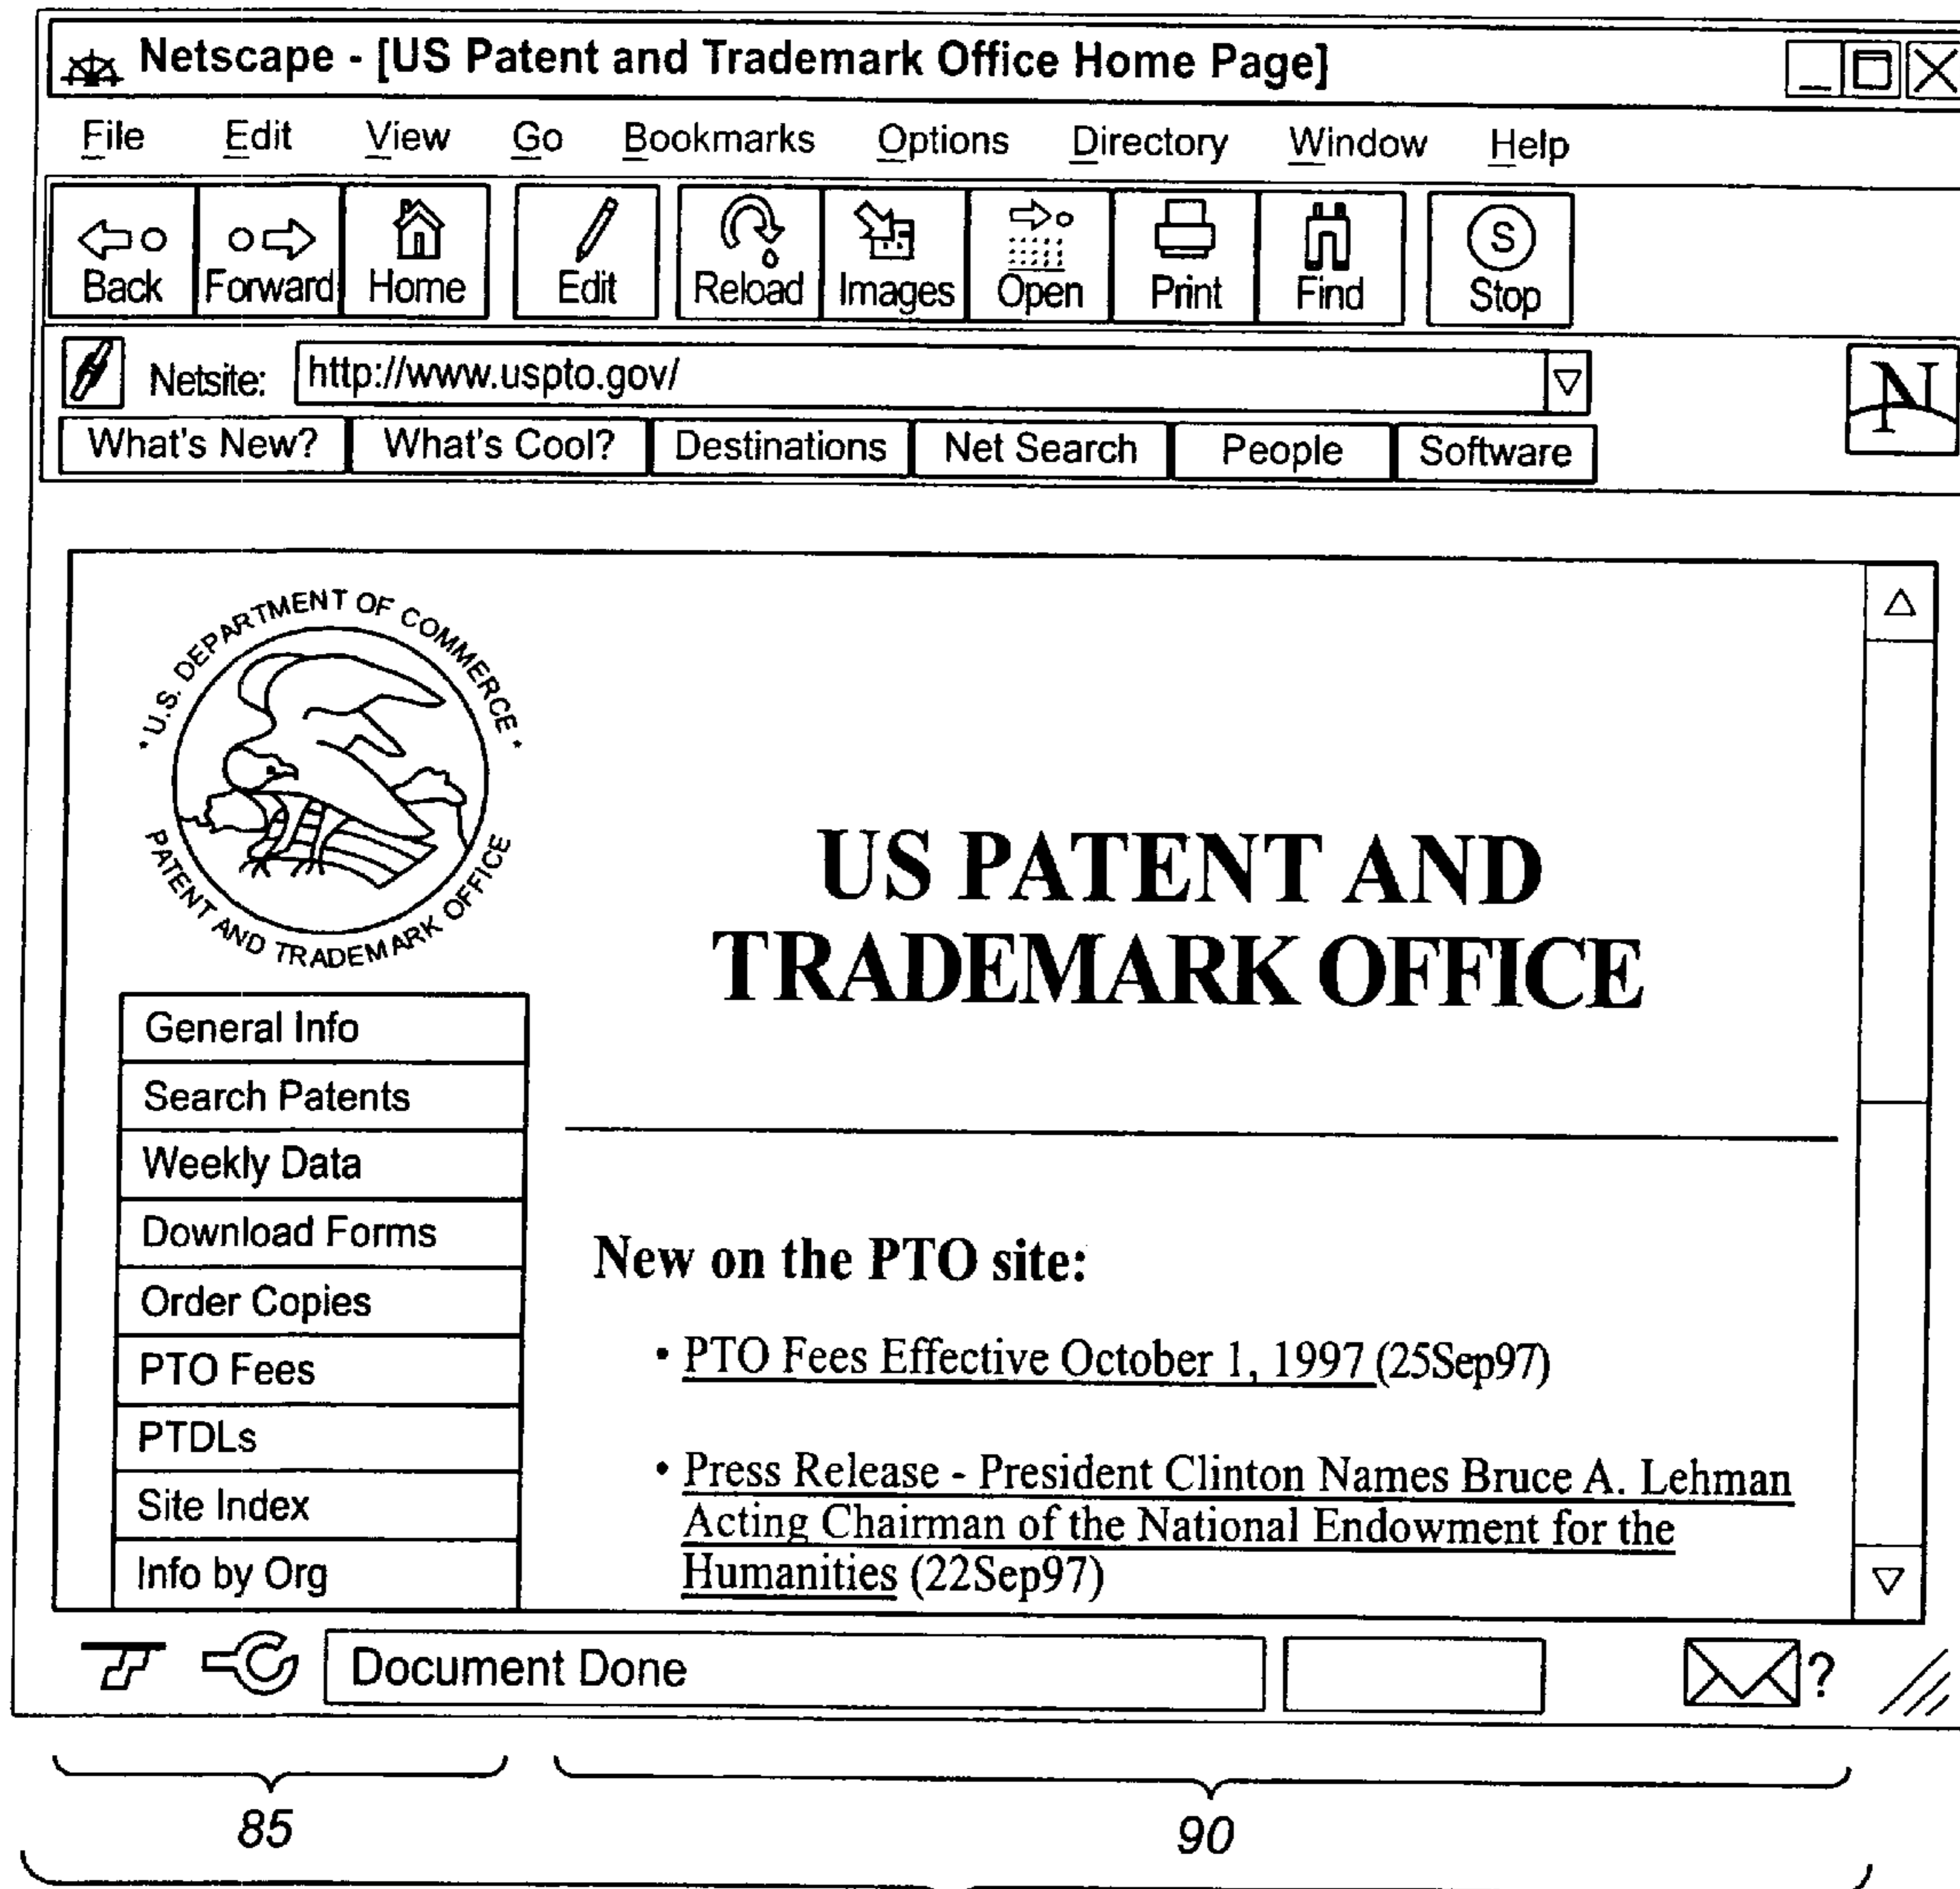 Netscape - [US Patent and Trademark Office Home Page]
File Edit View Go Bookmarks Options Directory Window Help
Back Forward Home Edit Reload Images Open Print Find S Stop
Netsite: http://www.uspto.gov/
N
What's New? What's Cool? Destinations Net Search People Software
* U.S. DEPARTMENT OF COMMERCE *
PATENT AND TRADEMARK OFFICE
US PATENT AND
TRADEMARK OFFICE
General Info
Search Patents
Weekly Data
Download Forms
Order Copies
PTO Fees
PTDLs
Site Index
Info by Org
New on the PTO site:
• PTO Fees Effective October 1, 1997 (25Sep97)
• Press Release - President Clinton Names Bruce A. Lehman
Acting Chairman of the National Endowment for the
Humanities (22Sep97)
Document Done
?
85
90